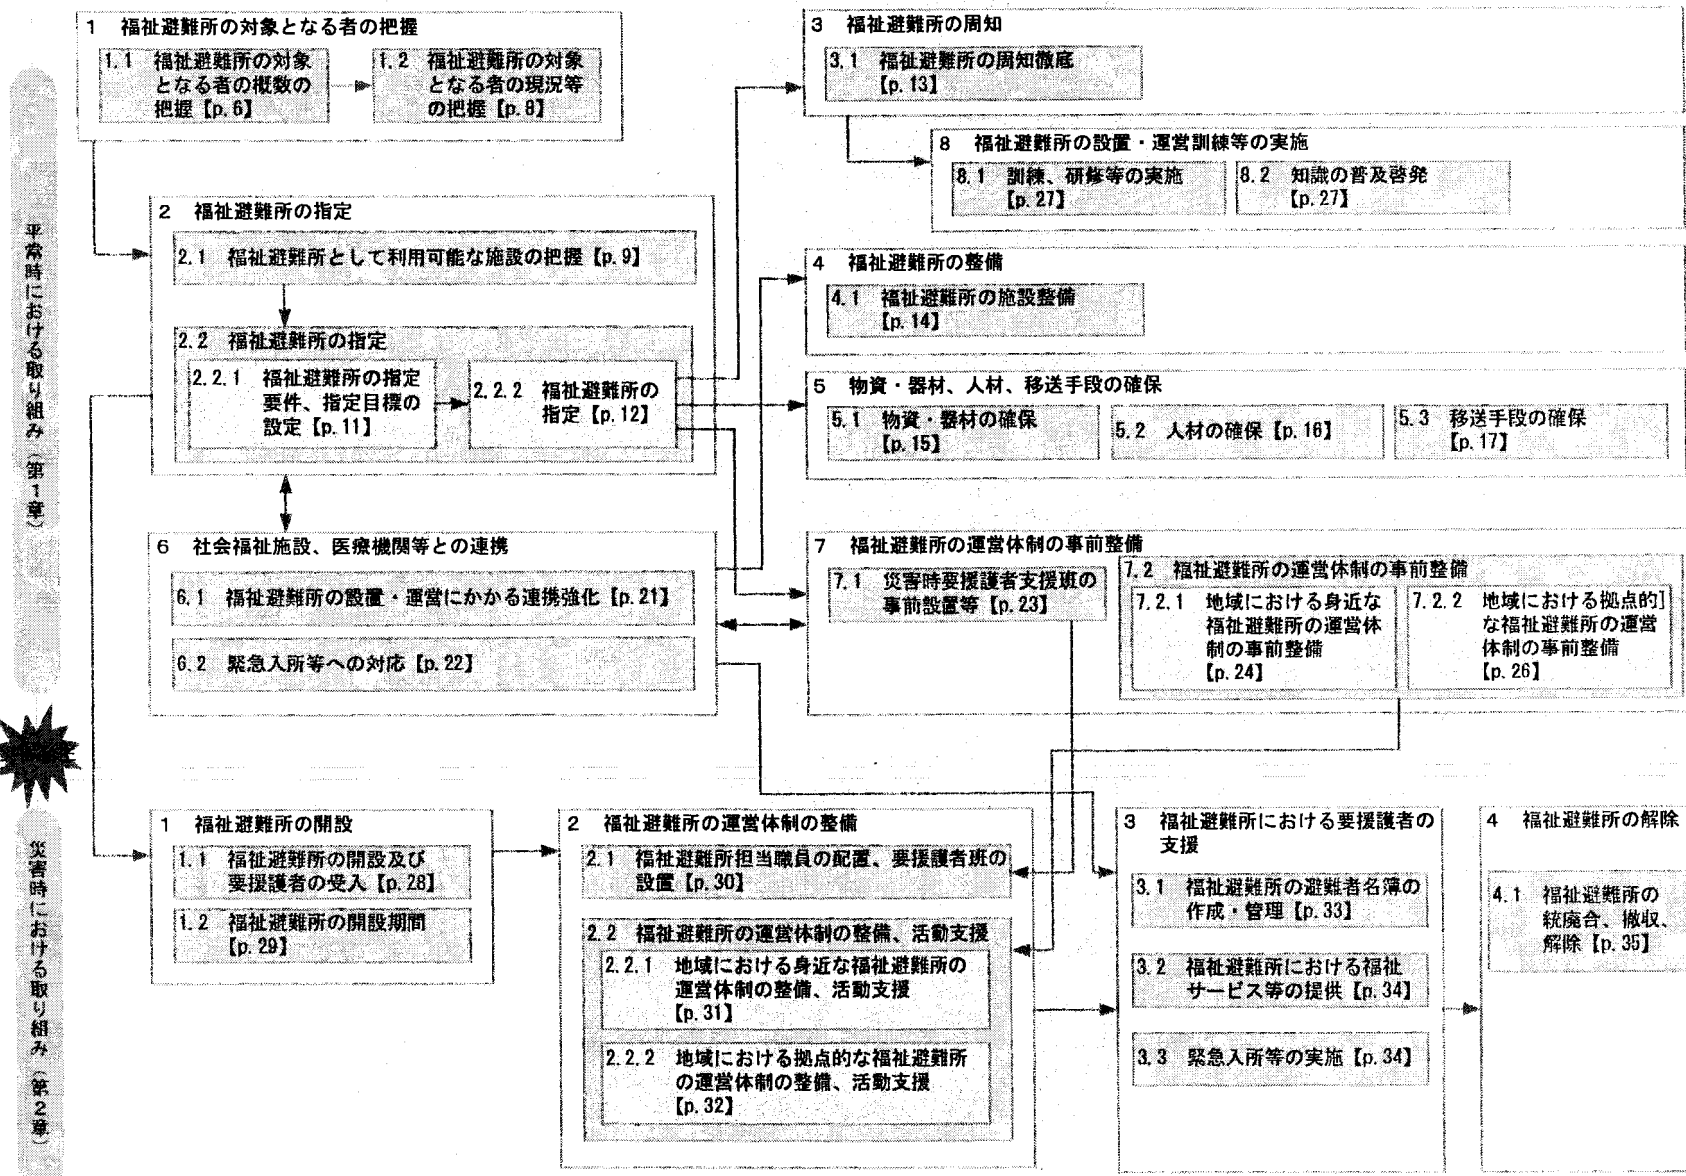 平常時における取り組み（第1章）
1 福祉避難所の対象となる者の把握
1.1 福祉避難所の対象
となる者の概数の
把握【p.6】
1.2 福祉避難所の対象
となる者の現況等
の把握【p.8】
2 福祉避難所の指定
2.1 福祉避難所として利用可能な施設の把握【p.9】
2.2 福祉避難所の指定
2.2.1 福祉避難所の指定
要件、指定目標の
設定【p.11】
2.2.2 福祉避難所の
指定【p.12】
3 福祉避難所の周知
3.1 福祉避難所の周知徹底
【p.13】
8 福祉避難所の設置・運営訓練等の実施
8.1 訓練、研修等の実施
【p.27】
8.2 知識の普及啓発
【p.27】
4 福祉避難所の整備
4.1 福祉避難所の施設整備
【p.14】
5 物資・器材、人材、移送手段の確保
5.1 物資・器材の確保
【p.15】
5.2 人材の確保【p.16】
5.3 移送手段の確保
【p.17】
6 社会福祉施設、医療機関等との連携
6.1 福祉避難所の設置・運営にかかる連携強化【p.21】
6.2 緊急入所等への対応【p.22】
7 福祉避難所の運営体制の事前整備
7.1 災害時要援護者支援班の
事前設置等【p.23】
7.2 福祉避難所の運営体制の事前整備
7.2.1 地域における身近な
福祉避難所の運営体
制の事前整備
【p.24】
7.2.2 地域における拠点的]
な福祉避難所の運営
体制の事前整備
【p.26】
災害時における取り組み（第2章）
1 福祉避難所の開設
1.1 福祉避難所の開設及び
要援護者の受入【p.28】
1.2 福祉避難所の開設期間
【p.29】
2 福祉避難所の運営体制の整備
2.1 福祉避難所担当職員の配置、要援護者班の
設置【p.30】
2.2 福祉避難所の運営体制の整備、活動支援
2.2.1 地域における身近な福祉避難所の
運営体制の整備、活動支援
【p.31】
2.2.2 地域における拠点的な福祉避難所
の運営体制の整備、活動支援
【p.32】
3 福祉避難所における要援護者の
支援
3.1 福祉避難所の避難者名簿の
作成・管理【p.33】
3.2 福祉避難所における福祉
サービス等の提供【p.34】
3.3 緊急入所等の実施【p.34】
4 福祉避難所の解除
4.1 福祉避難所の
統廃合、撤収、
解除【p.35】